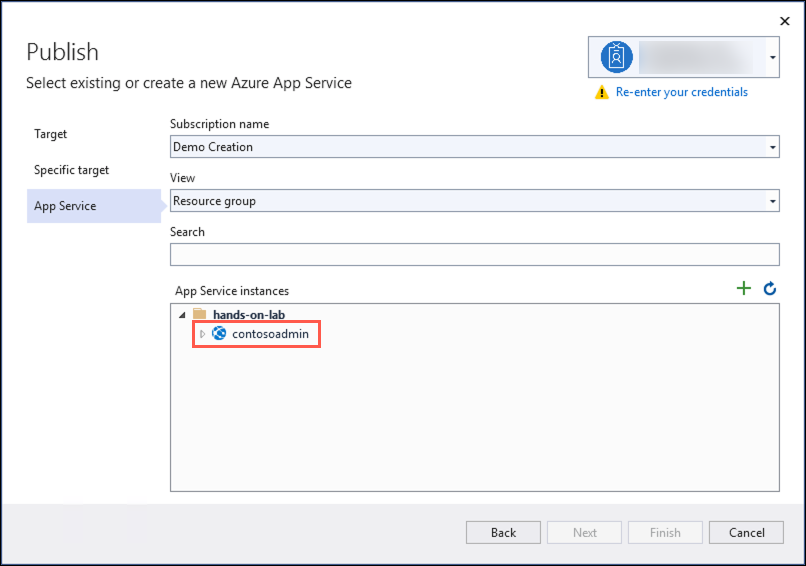 Publish
Select existing or create a new Azure App Service
Re-enter your credentials
Target
Specific target
App Service
Subscription name
Demo Creation
View
Resource group
Search
App Service instances
hands-on-lab
contosoadmin
Back
Next
Finish
Cancel